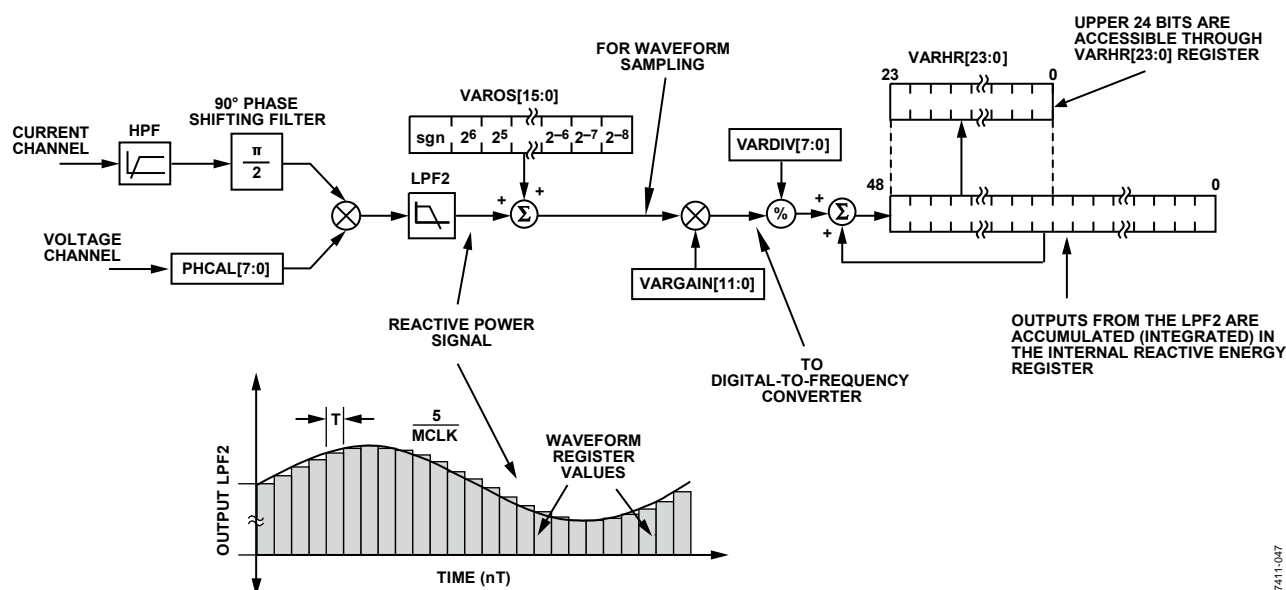 UPPER 24 BITS ARE
ACCESSIBLE THROUGH
VARHR[23:0] REGISTER
FOR WAVEFORM
SAMPLING
VARHR[23:0]
23
0
90° PHASE
SHIFTING FILTER
VAROS[15:0]
CURRENT
CHANNEL
HPF
π
2
sgn 2⁶ 2⁵ 2⁻⁶ 2⁻⁷ 2⁻⁸
VARDIV[7:0]
LPF2
+ +
Σ
%
+
+
Σ
48
0
VOLTAGE
CHANNEL
PHCAL[7:0]
VARGAIN[11:0]
REACTIVE POWER
SIGNAL
TO
DIGITAL-TO-FREQUENCY
CONVERTER
OUTPUTS FROM THE LPF2 ARE
ACCUMULATED (INTEGRATED) IN
THE INTERNAL REACTIVE ENERGY
REGISTER
T
5
MCLK
WAVEFORM
REGISTER
VALUES
OUTPUT LPF2
TIME (nT)
7411-047